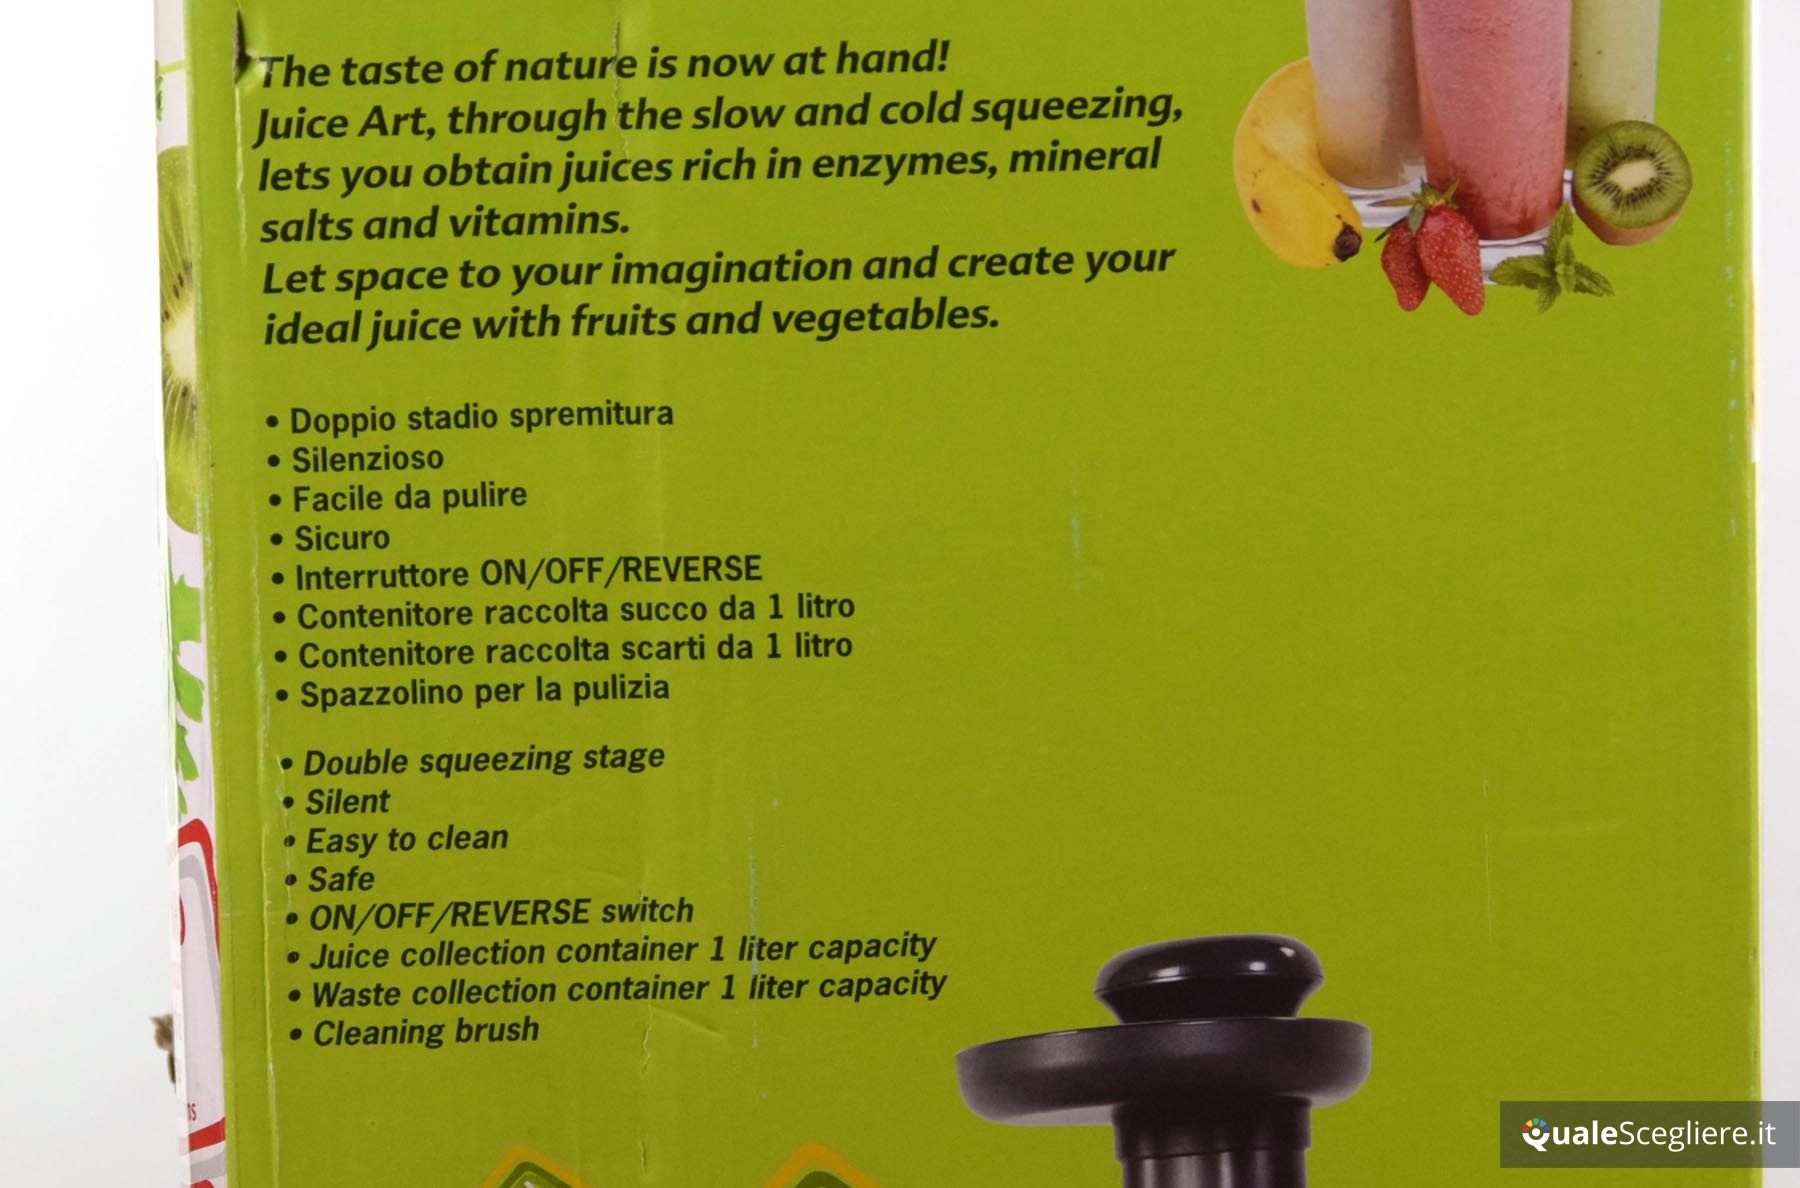 The taste of nature is now at hand!
Juice Art, through the slow and cold squeezing,
lets you obtain juices rich in enzymes, mineral
salts and vitamins.
Let space to your imagination and create your
ideal juice with fruits and vegetables.
• Doppio stadio spremitura
• Silenzioso
• Facile da pulire
• Sicuro
• Interruttore ON/OFF/REVERSE
• Contenitore raccolta succo da 1 litro
• Contenitore raccolta scarti da 1 litro
• Spazzolino per la pulizia
• Double squeezing stage
• Silent
• Easy to clean
• Safe
• ON/OFF/REVERSE switch
• Juice collection container 1 liter capacity
• Waste collection container 1 liter capacity
• Cleaning brush
QualeScegliere.it